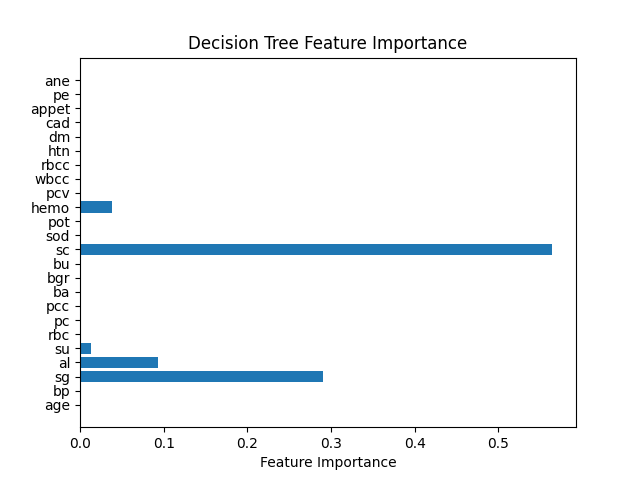 Decision Tree Feature Importance
ane
pe
appet
cad
dm
htn
rbcc
wbcc
pcv
hemo
pot
sod
sc
bu
bgr
ba
pcc
pc
rbc
su
al
sg
bp
age
0.0 0.1 0.2 0.3 0.4 0.5
Feature Importance